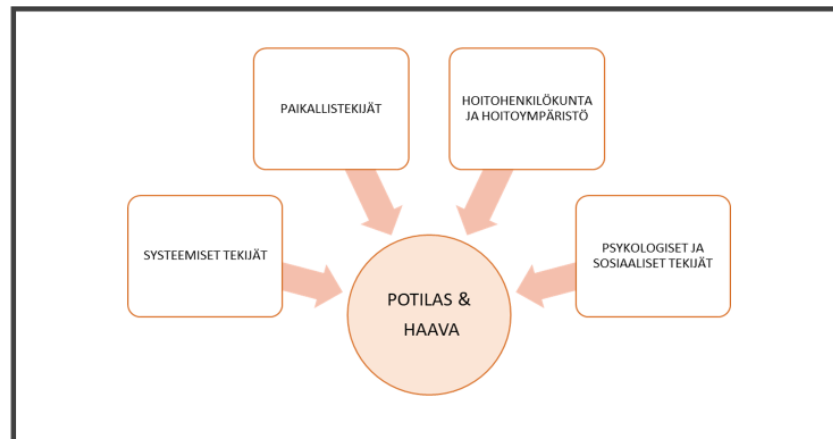 PAIKALLISTEKIJÄT
HOITOHENKILÖKUNTA
JA HOITOYMPÄRISTÖ
SYSTEEMISET TEKIJÄT
PSYKOLOGISET JA
SOSIAALISET TEKIJÄT
POTILAS &
HAAVA